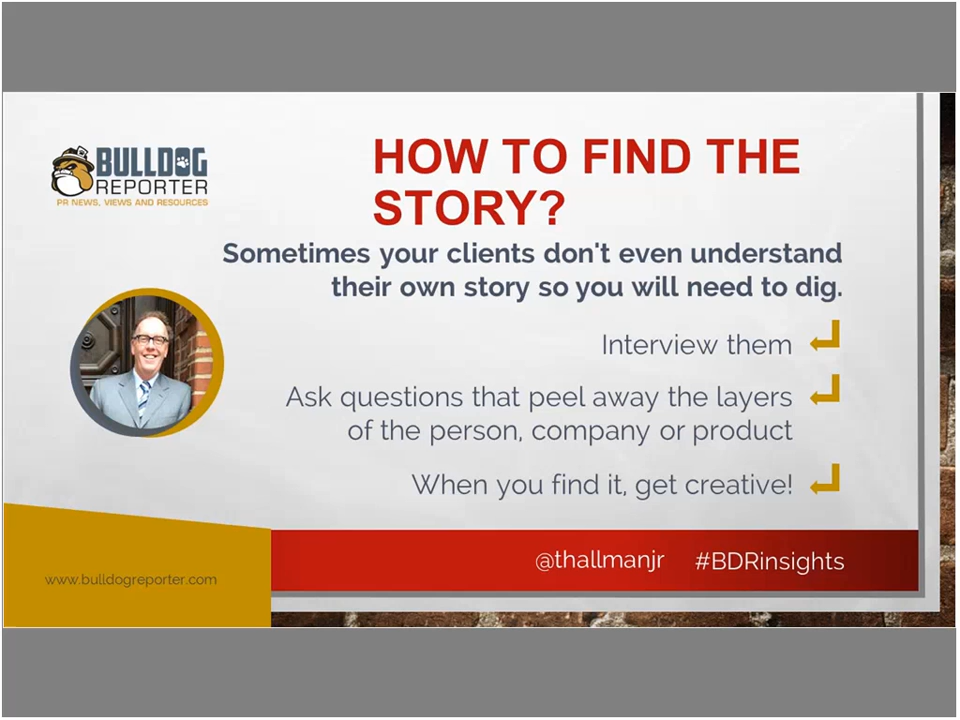 BULLDOG
REPORTER
PR NEWS, VIEWS AND RESOURCES
HOW TO FIND THE
STORY?
Sometimes your clients don't even understand
their own story so you will need to dig.
Interview them
Ask questions that peel away the layers
of the person, company or product
When you find it, get creative!
www.bulldogreporter.com
@thallmanjr #BDRinsights